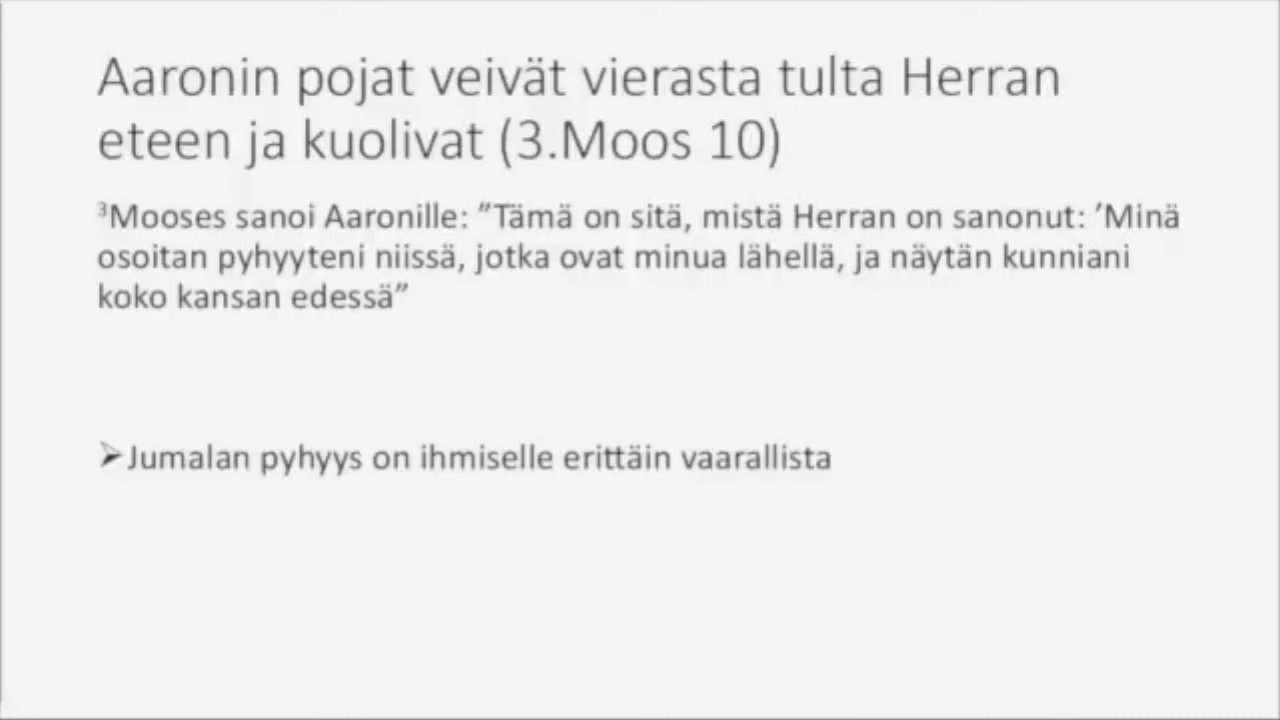 Aaronin pojat veivät vierasta tulta Herran
eteen ja kuolivat (3.Moos 10)
³Mooses sanoi Aaronille: ”Tämä on sitä, mistä Herran on sanonut: ’Minä
osoitan pyhyyteni niissä, jotka ovat minua lähellä, ja näytän kunniani
koko kansan edessä”
➢Jumalan pyhyys on ihmiselle erittäin vaarallista